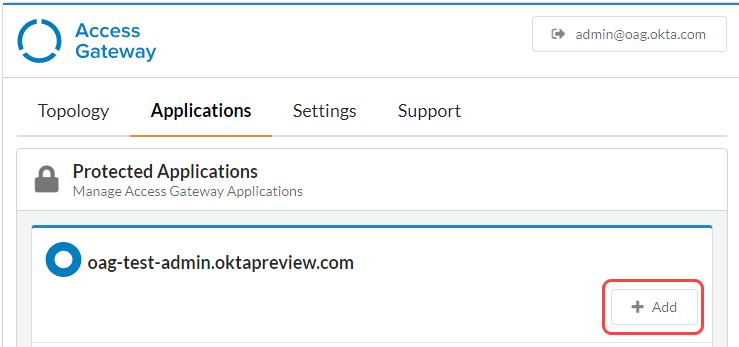 Access
Gateway
admin@oag.okta.com
Topology
Applications
Settings
Support
Protected Applications
Manage Access Gateway Applications
oag-test-admin.oktapreview.com
Add